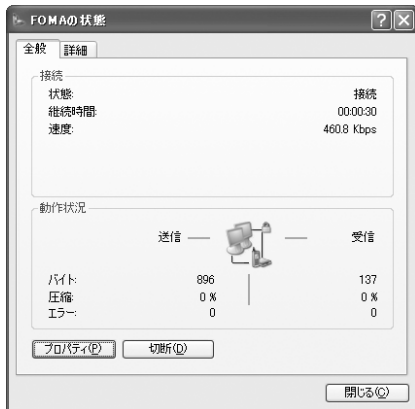 FOMAの状態
全般 詳細
接続
状態: 接続
継続時間: 00:00:30
速度: 460.8 Kbps
動作状況
送信 受信
バイト: 896 137
圧縮: 0 % 0 %
エラー: 0 0
プロパティ(P) 切断(D)
閉じる(C)